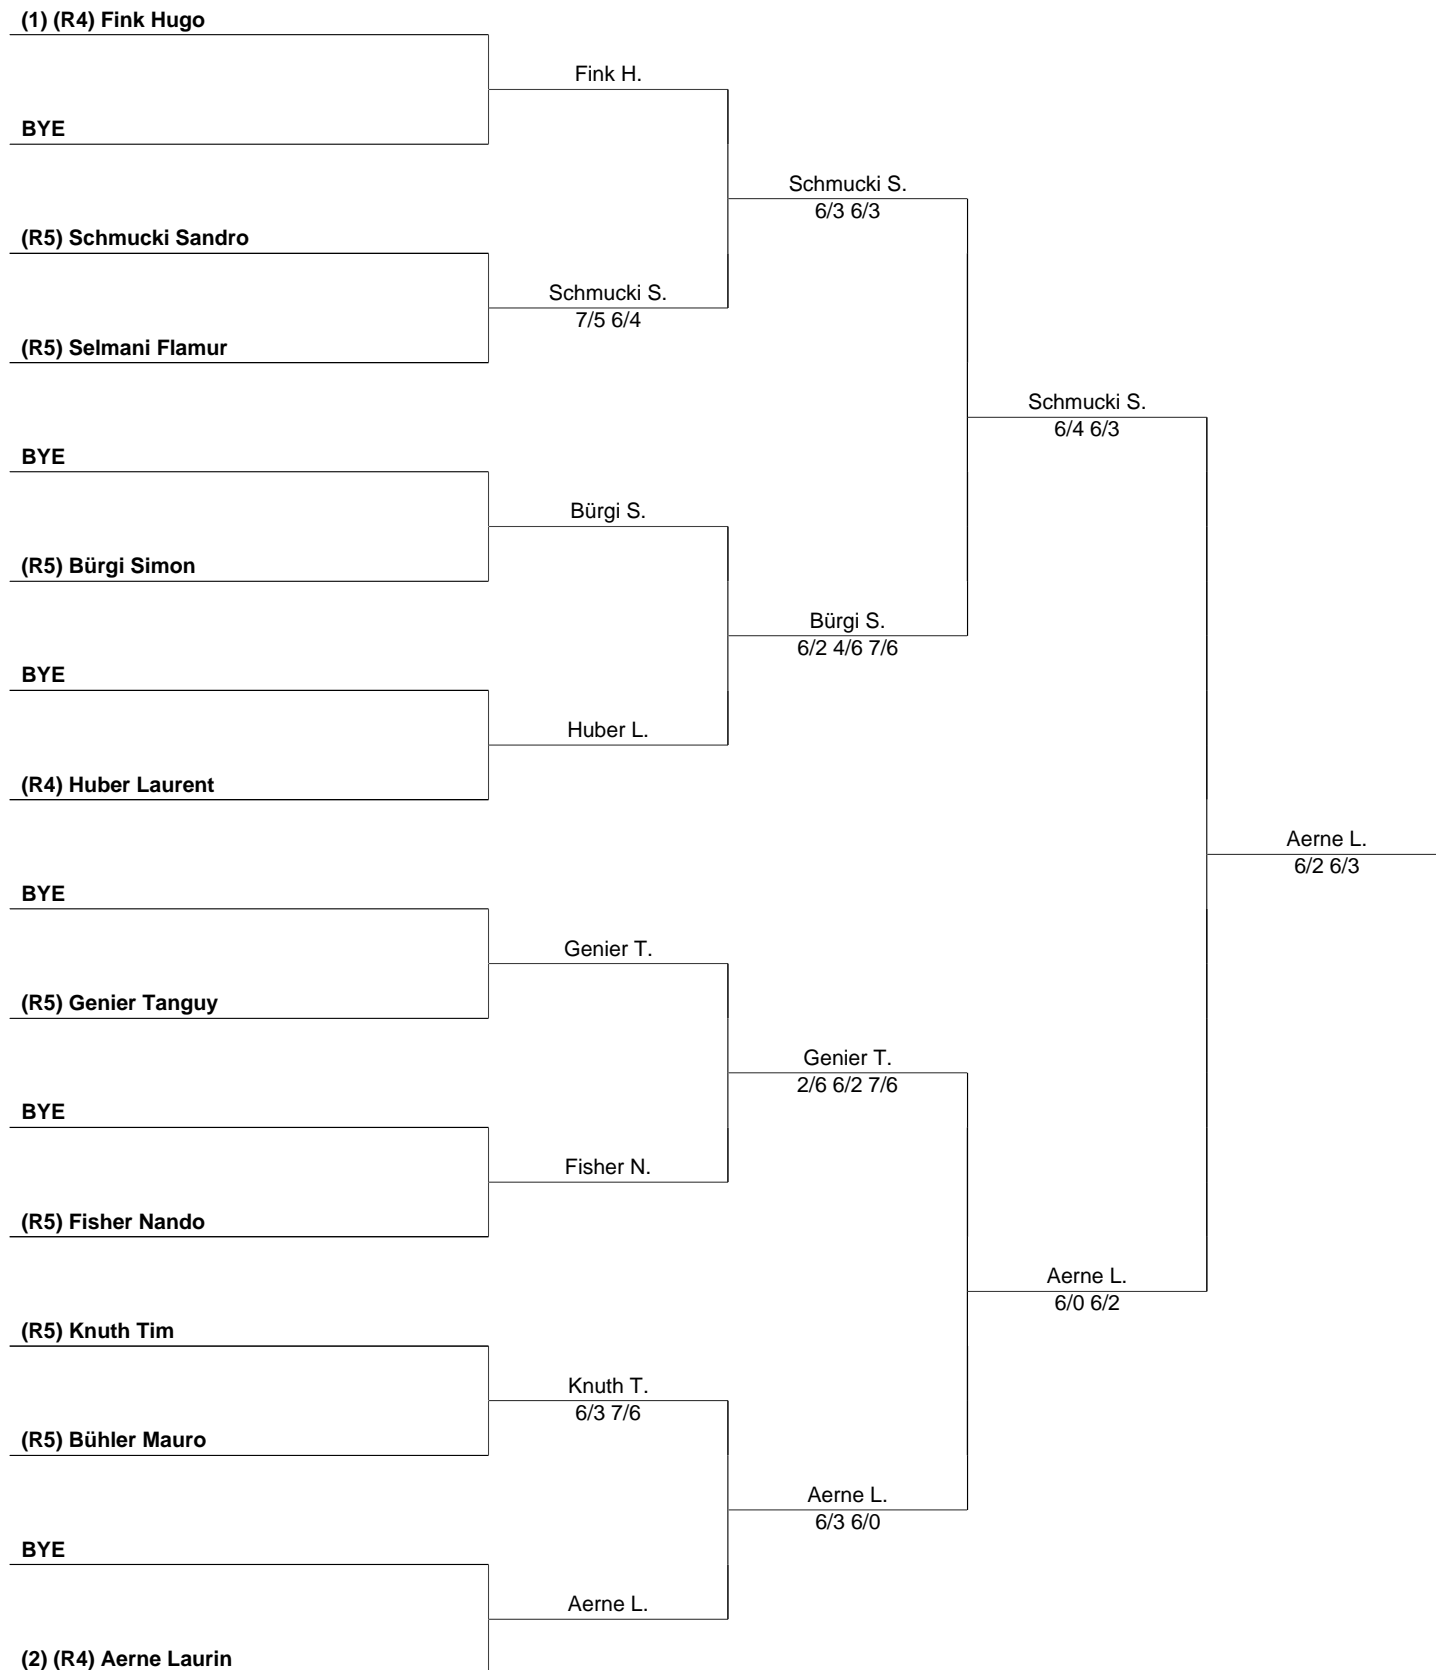 (1) (R4) Fink Hugo
Fink H.
BYE
Schmucki S.
6/3 6/3
(R5) Schmucki Sandro
Schmucki S.
7/5 6/4
(R5) Selmani Flamur
Schmucki S.
6/4 6/3
BYE
Bürgi S.
(R5) Bürgi Simon
Bürgi S.
6/2 4/6 7/6
BYE
Huber L.
(R4) Huber Laurent
Aerne L.
6/2 6/3
BYE
Genier T.
(R5) Genier Tanguy
Genier T.
2/6 6/2 7/6
BYE
Fisher N.
(R5) Fisher Nando
Aerne L.
6/0 6/2
(R5) Knuth Tim
Knuth T.
6/3 7/6
(R5) Bühler Mauro
Aerne L.
6/3 6/0
BYE
Aerne L.
(2) (R4) Aerne Laurin